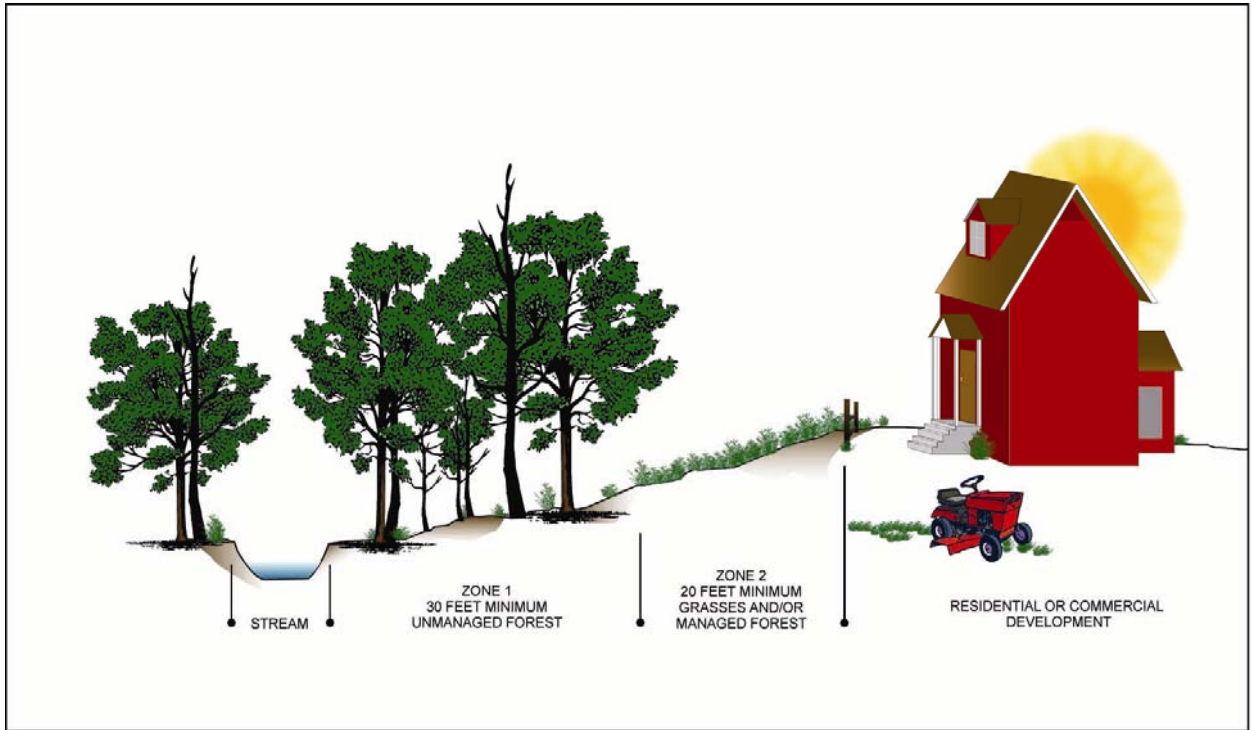 STREAM
ZONE 1
30 FEET MINIMUM
UNMANAGED FOREST
ZONE 2
20 FEET MINIMUM
GRASSES AND/OR
MANAGED FOREST
RESIDENTIAL OR COMMERCIAL
DEVELOPMENT